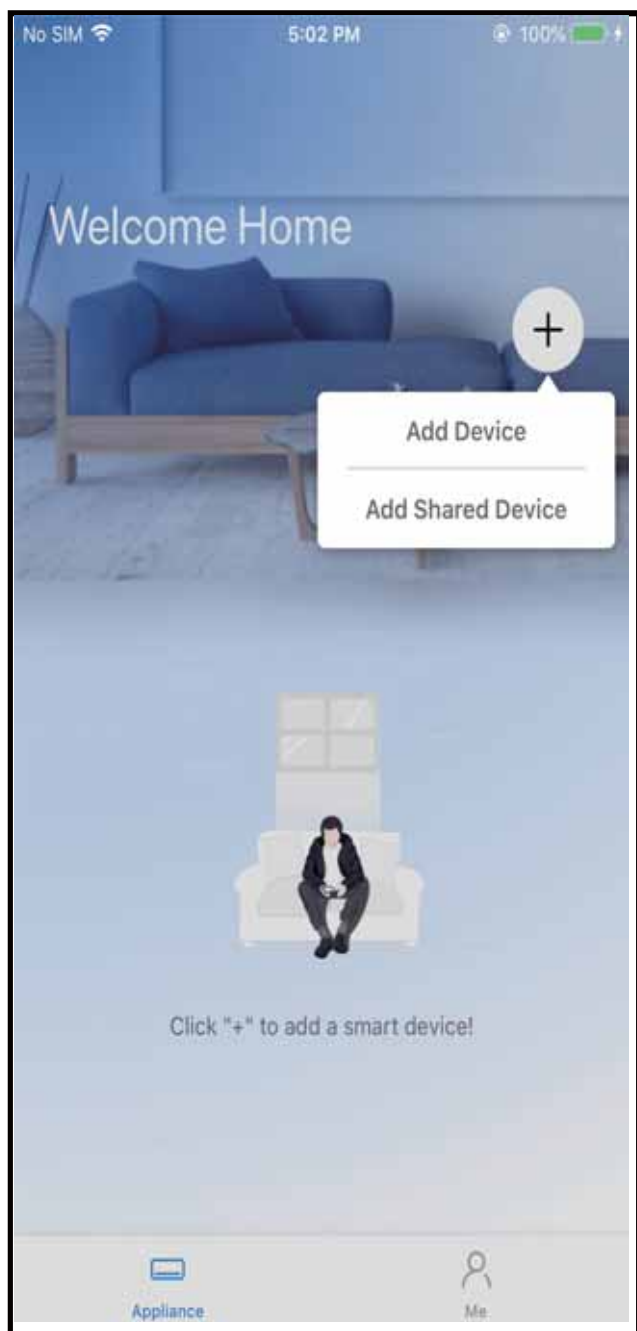 No SIM 5:02 PM 100%
Welcome Home
+
Add Device
Add Shared Device
Click "+" to add a smart device!
Appliance Me